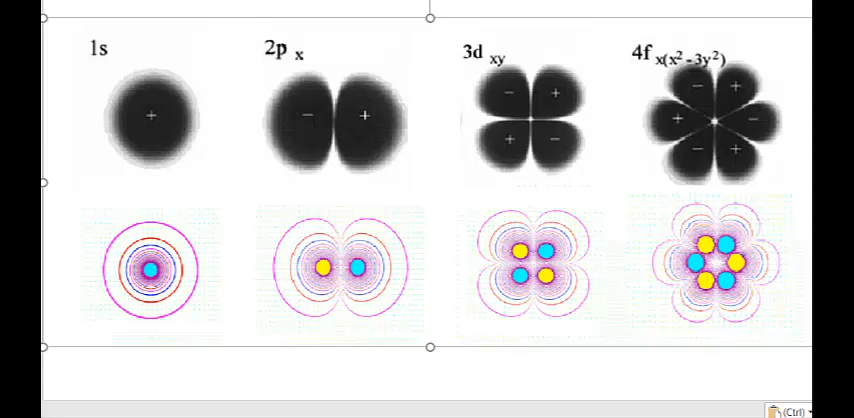 1s
2p x
3d xy
4f x(x²-3y²)
+
− +
− +
+ −
− +
+ −
− +
(Ctrl)